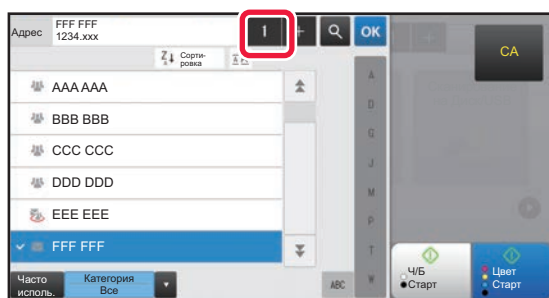 Адрес
FFF FFF
1234.xxx
1
+
OK
CA
Z
Сорти-
ровка
AAA AAA
BBB BBB
CCC CCC
DDD DDD
EEE EEE
FFF FFF
A
D
G
J
M
P
T
W
ABC
Часто
исполь.
Категория
Все
Ч/Б
Старт
Цвет
Старт